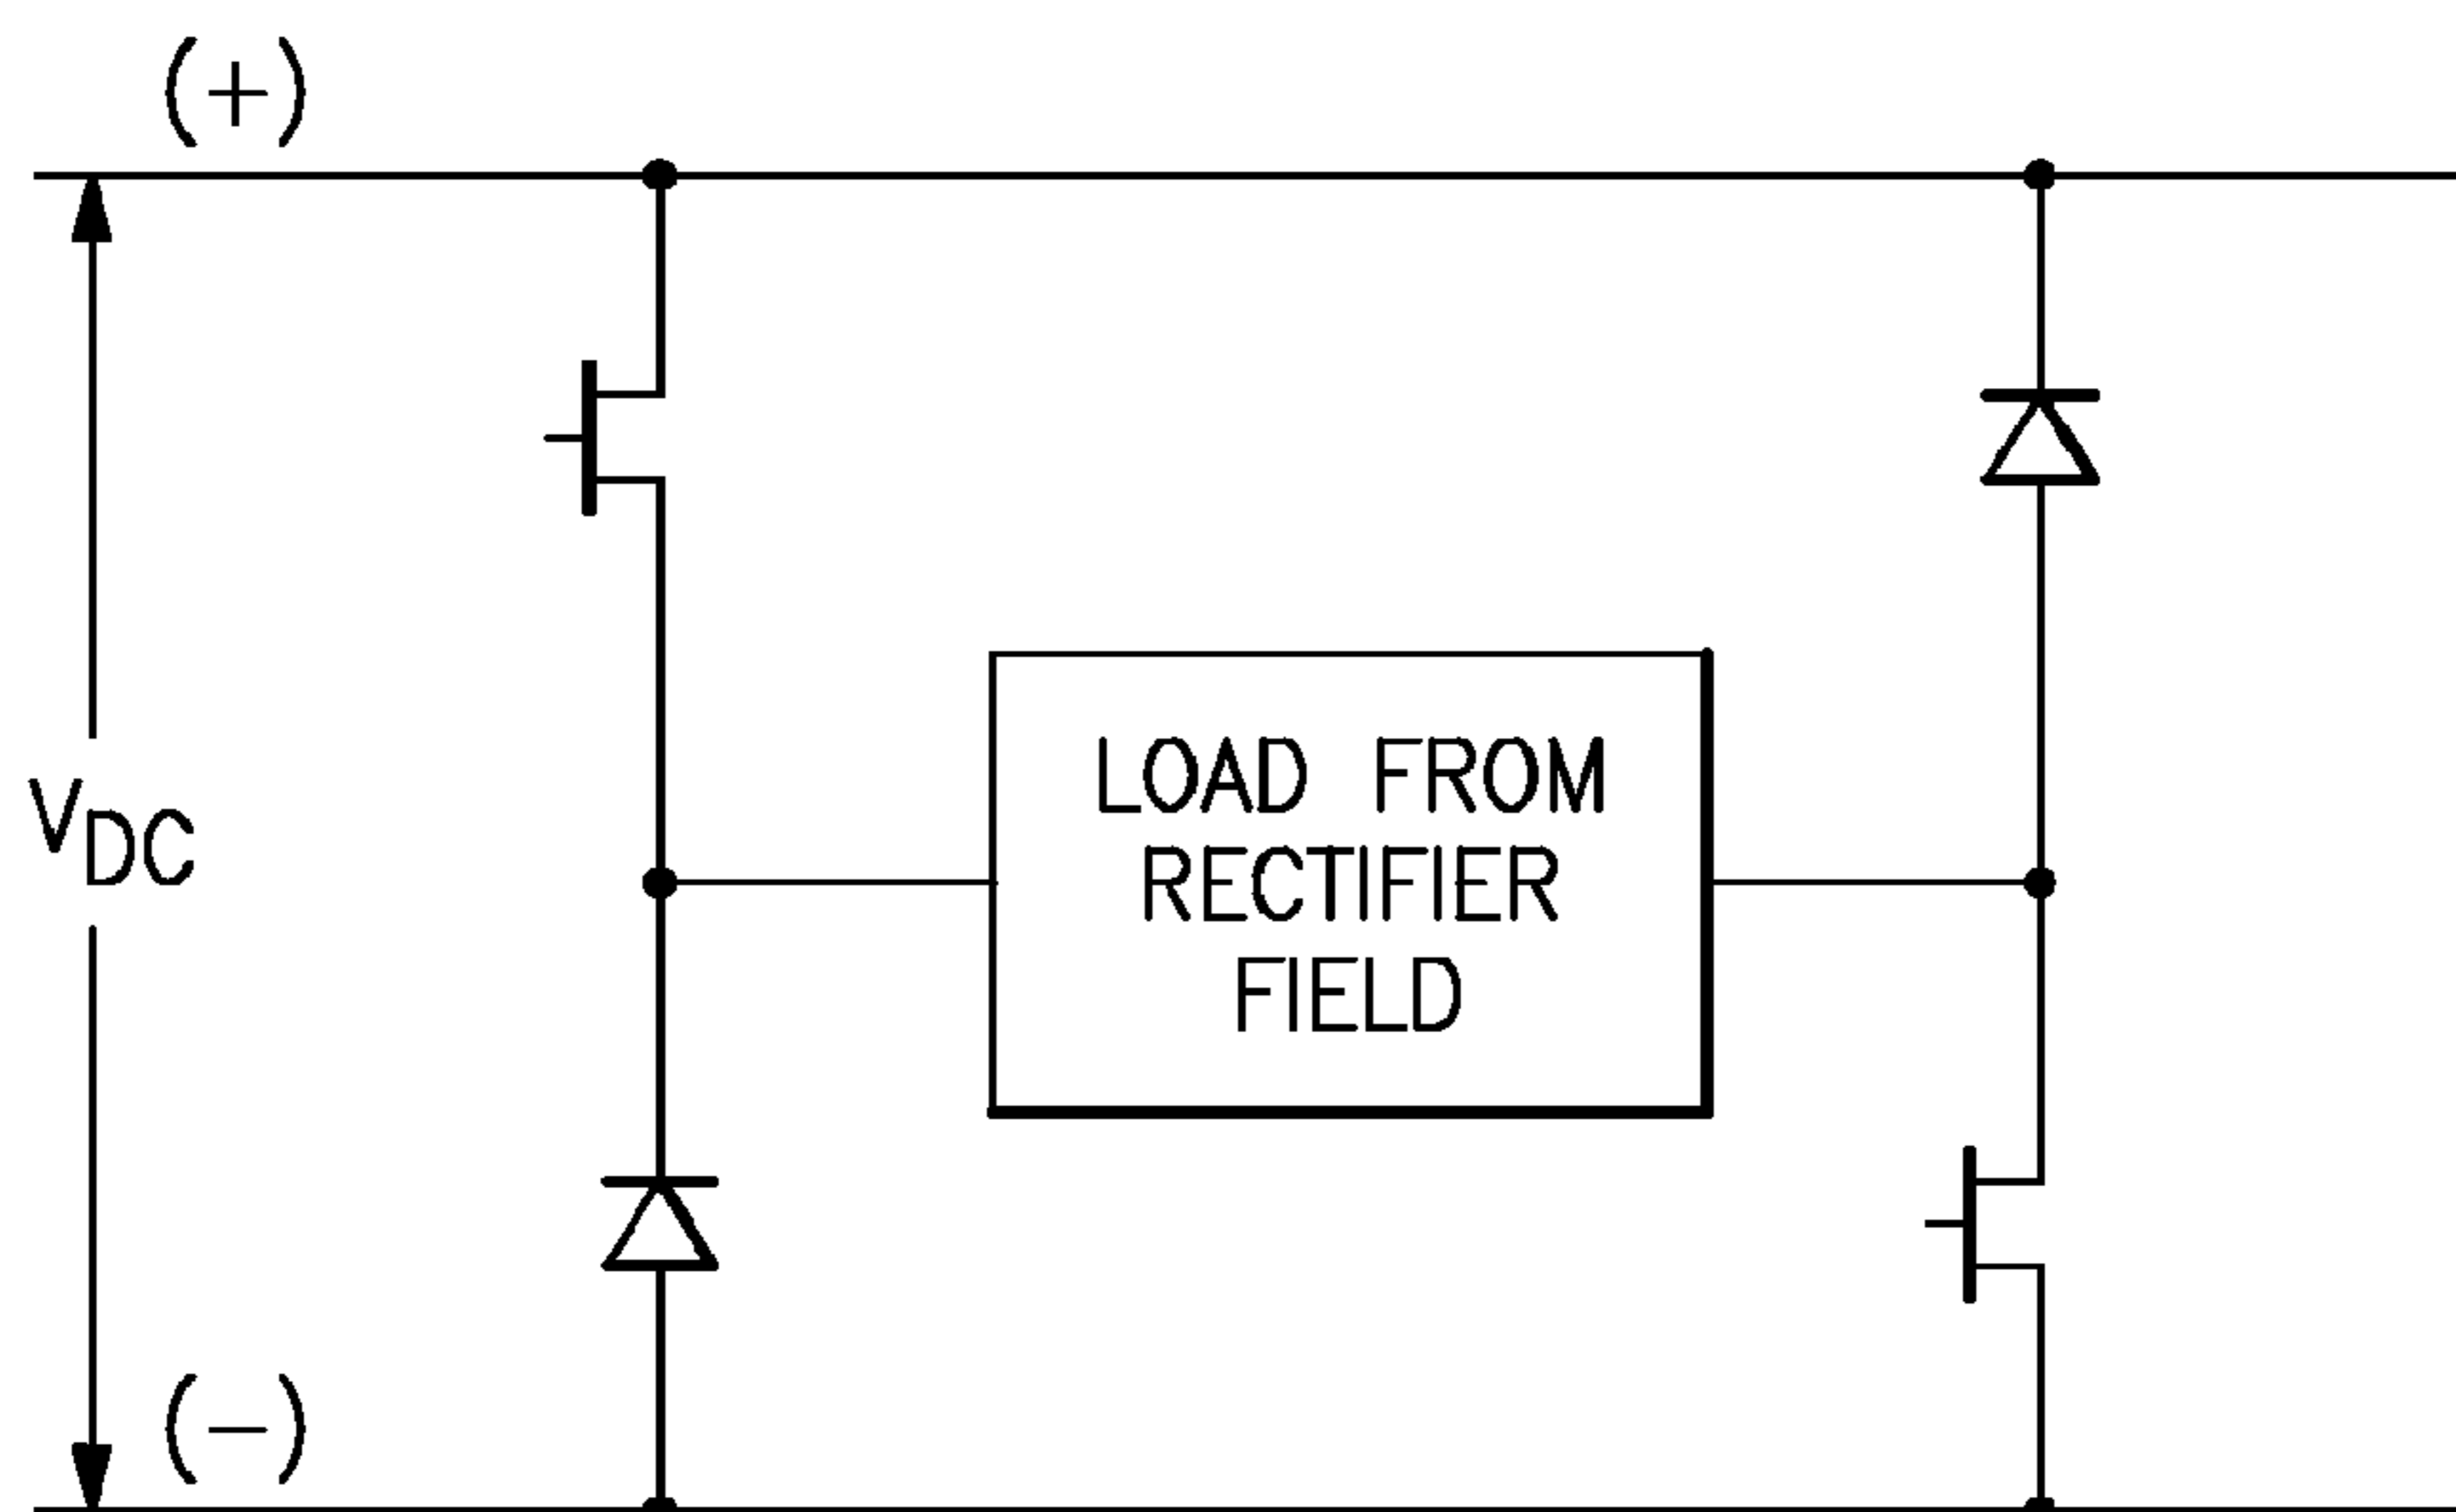 (+)
LOAD FROM
RECTIFIER
FIELD
VDC
(−)